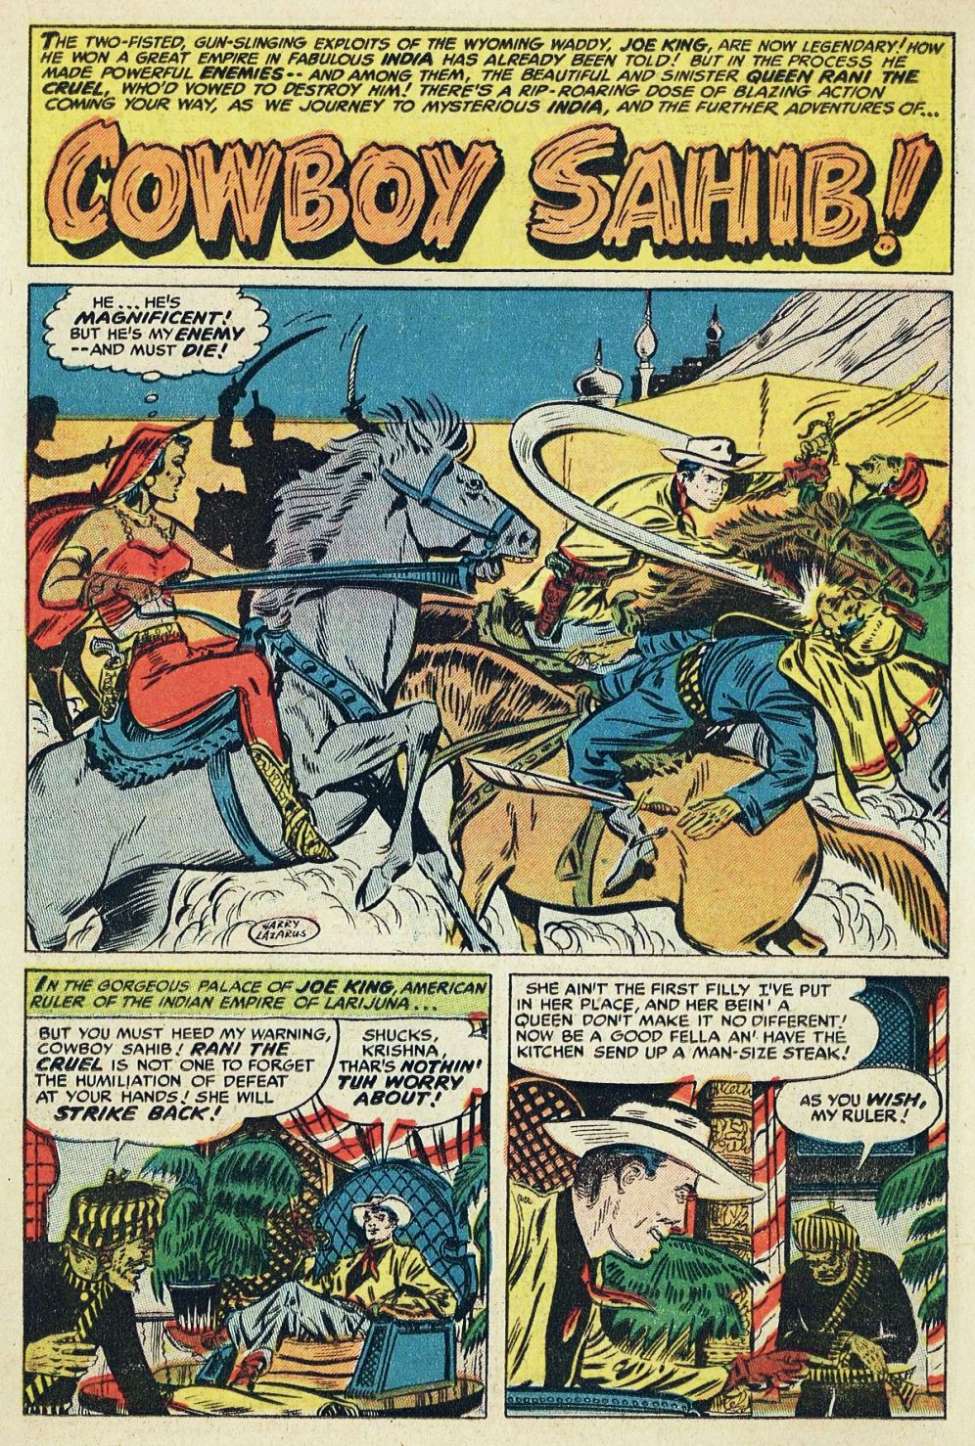 THE TWO-FISTED, GUN-SLINGING EXPLOITS OF THE WYOMING WADDY, JOE KING, ARE NOW LEGENDARY! HOW
HE WON A GREAT EMPIRE IN FABULOUS INDIA HAS ALREADY BEEN TOLD! BUT IN THE PROCESS HE
MADE POWERFUL ENEMIES-- AND AMONG THEM, THE BEAUTIFUL AND SINISTER QUEEN RANI THE
CRUEL, WHO'D VOWED TO DESTROY HIM! THERE'S A RIP-ROARING DOSE OF BLAZING ACTION
COMING YOUR WAY, AS WE JOURNEY TO MYSTERIOUS INDIA, AND THE FURTHER ADVENTURES OF...
COWBOY SAHIB!
HE... HE'S
MAGNIFICENT!
BUT HE'S MY ENEMY
--AND MUST DIE!
HARRY
LAZARUS
IN THE GORGEOUS PALACE OF JOE KING, AMERICAN
RULER OF THE INDIAN EMPIRE OF LARIJUNA...
BUT YOU MUST HEED MY WARNING,
COWBOY SAHIB! RANI THE
CRUEL IS NOT ONE TO FORGET
THE HUMILIATION OF DEFEAT
AT YOUR HANDS! SHE WILL
STRIKE BACK!
SHUCKS,
KRISHNA,
THAR'S NOTHIN'
TUH WORRY
ABOUT!
SHE AIN'T THE FIRST FILLY I'VE PUT
IN HER PLACE, AND HER BEIN' A
QUEEN DON'T MAKE IT NO DIFFERENT!
NOW BE A GOOD FELLA AN' HAVE THE
KITCHEN SEND UP A MAN-SIZE STEAK!
AS YOU WISH,
MY RULER!